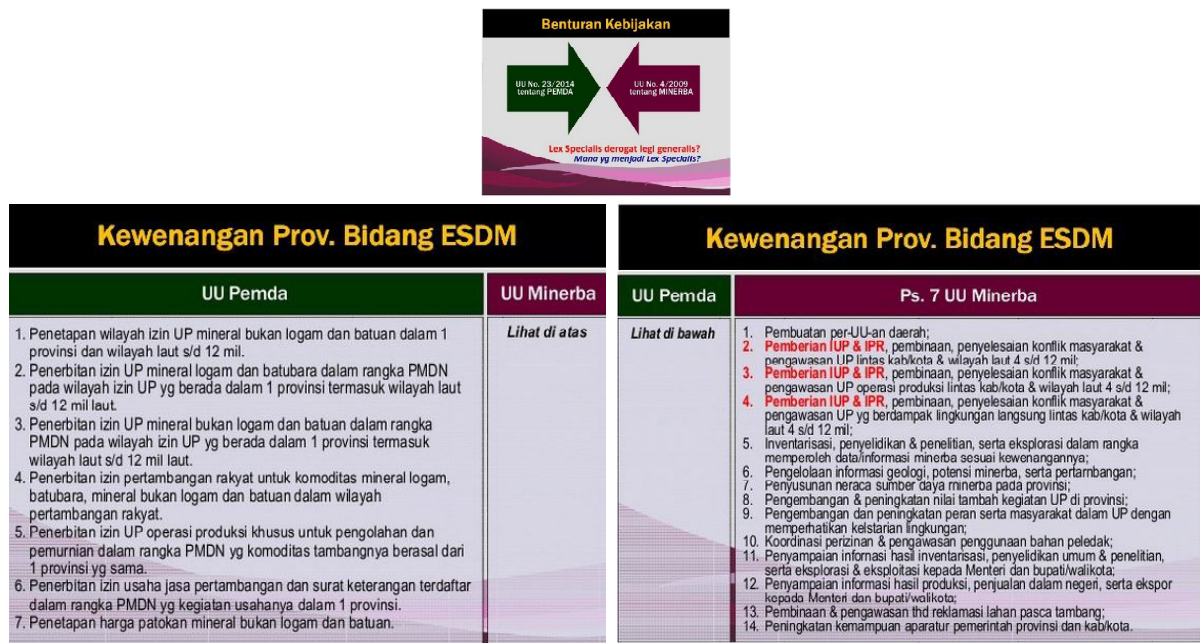 Benturan Kebijakan
UU No. 23/2014
tentang PEMDA
UU No. 4/2009
tentang MINERBA
Lex Specialis derogat legi generalis?
Mana yg menjadi Lex Specialis?
Kewenangan Prov. Bidang ESDM
UU Pemda
UU Minerba
1. Penetapan wilayah izin UP mineral bukan logam dan batuan dalam 1
provinsi dan wilayah laut s/d 12 mil.
2. Penerbitan izin UP mineral logam dan batubara dalam rangka PMDN
pada wilayah izin UP yg berada dalam 1 provinsi termasuk wilayah laut
s/d 12 mil laut.
3. Penerbitan izin UP mineral bukan logam dan batuan dalam rangka
PMDN pada wilayah izin UP yg berada dalam 1 provinsi termasuk
wilayah laut s/d 12 mil laut.
4. Penerbitan izin pertambangan rakyat untuk komoditas mineral logam,
batubara, mineral bukan logam dan batuan dalam wilayah
pertambangan rakyat.
5. Penerbitan izin UP operasi produksi khusus untuk pengolahan dan
pemurnian dalam rangka PMDN yg komoditas tambangnya berasal dari
1 provinsi yg sama.
6. Penerbitan izin usaha jasa pertambangan dan surat keterangan terdaftar
dalam rangka PMDN yg kegiatan usahanya dalam 1 provinsi.
7. Penetapan harga patokan mineral bukan logam dan batuan.
Lihat di atas
Kewenangan Prov. Bidang ESDM
UU Pemda
Ps. 7 UU Minerba
Lihat di bawah
1. Pembuatan per-UU-an daerah;
2. Pemberian IUP & IPR, pembinaan, penyelesaian konflik masyarakat &
pengawasan UP lintas kab/kota & wilayah laut 4 s/d 12 mil;
3. Pemberian IUP & IPR, pembinaan, penyelesaian konflik masyarakat &
pengawasan UP operasi produksi lintas kab/kota & wilayah laut 4 s/d 12 mil;
4. Pemberian IUP & IPR, pembinaan, penyelesaian konflik masyarakat &
pengawasan UP yg berdampak lingkungan langsung lintas kab/kota & wilayah
laut 4 s/d 12 mil;
5. Inventarisasi, penyelidikan & penelitian, serta eksplorasi dalam rangka
memperoleh data/informasi minerba sesuai kewenangannya;
6. Pengelolaan informasi geologi, potensi minerba, serta pertambangan;
7. Penyusunan neraca sumber daya minerba pada provinsi;
8. Pengembangan & peningkatan nilai tambah kegiatan UP di provinsi;
9. Pengembangan dan peningkatan peran serta masyarakat dalam UP dengan
memperhatikan kelstarian lingkungan;
10. Koordinasi perizinan & pengawasan penggunaan bahan peledak;
11. Penyampaian informasi hasil inventarisasi, penyelidikan umum & penelitian,
serta eksplorasi & eksploitasi kepada Menteri dan bupati/walikota;
12. Penyampaian informasi hasil produksi, penjualan dalam negeri, serta ekspor
kepada Menteri dan bupati/walikota;
13. Pembinaan & pengawasan thd reklamasi lahan pasca tambang;
14. Peningkatan kemampuan aparatur pemerintah provinsi dan kab/kota.